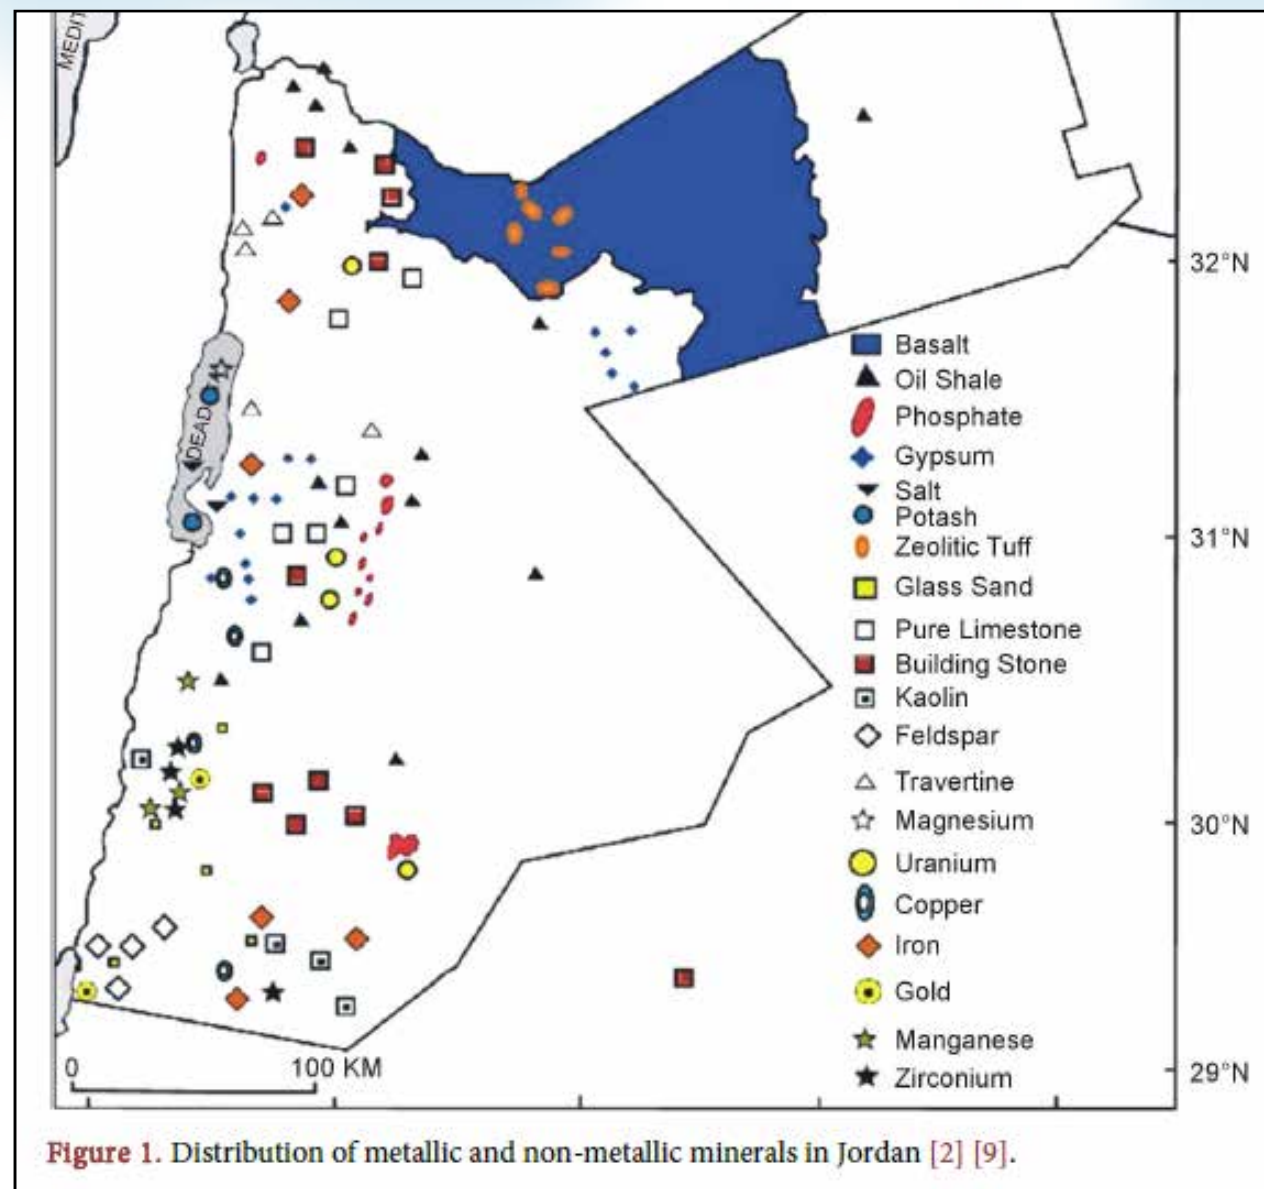 MEDIT
32°N
DEAD
Basalt
Oil Shale
Phosphate
Gypsum
Salt
Potash
31°N
Zeolitic Tuff
Glass Sand
Pure Limestone
Building Stone
Kaolin
Feldspar
Travertine
Magnesium
30°N
Uranium
Copper
Iron
Gold
Manganese
Zirconium
29°N
0 100 KM
Figure 1. Distribution of metallic and non-metallic minerals in Jordan [2] [9].